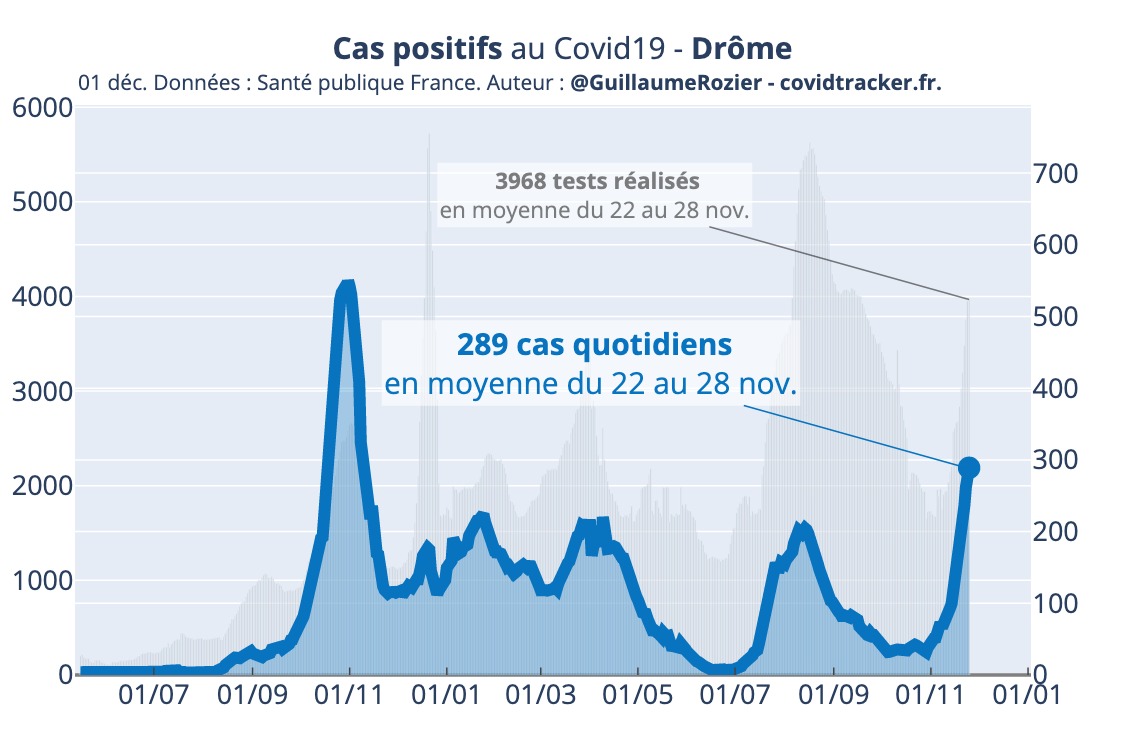 Cas positifs au Covid19 - Drôme
01 déc. Données : Santé publique France. Auteur : @GuillaumeRozier - covidtracker.fr.
6000
5000
4000
3000
2000
1000
0
700
600
500
400
300
200
100
0
3968 tests réalisés
en moyenne du 22 au 28 nov.
289 cas quotidiens
en moyenne du 22 au 28 nov.
01/07 01/09 01/11 01/01 01/03 01/05 01/07 01/09 01/11 01/01